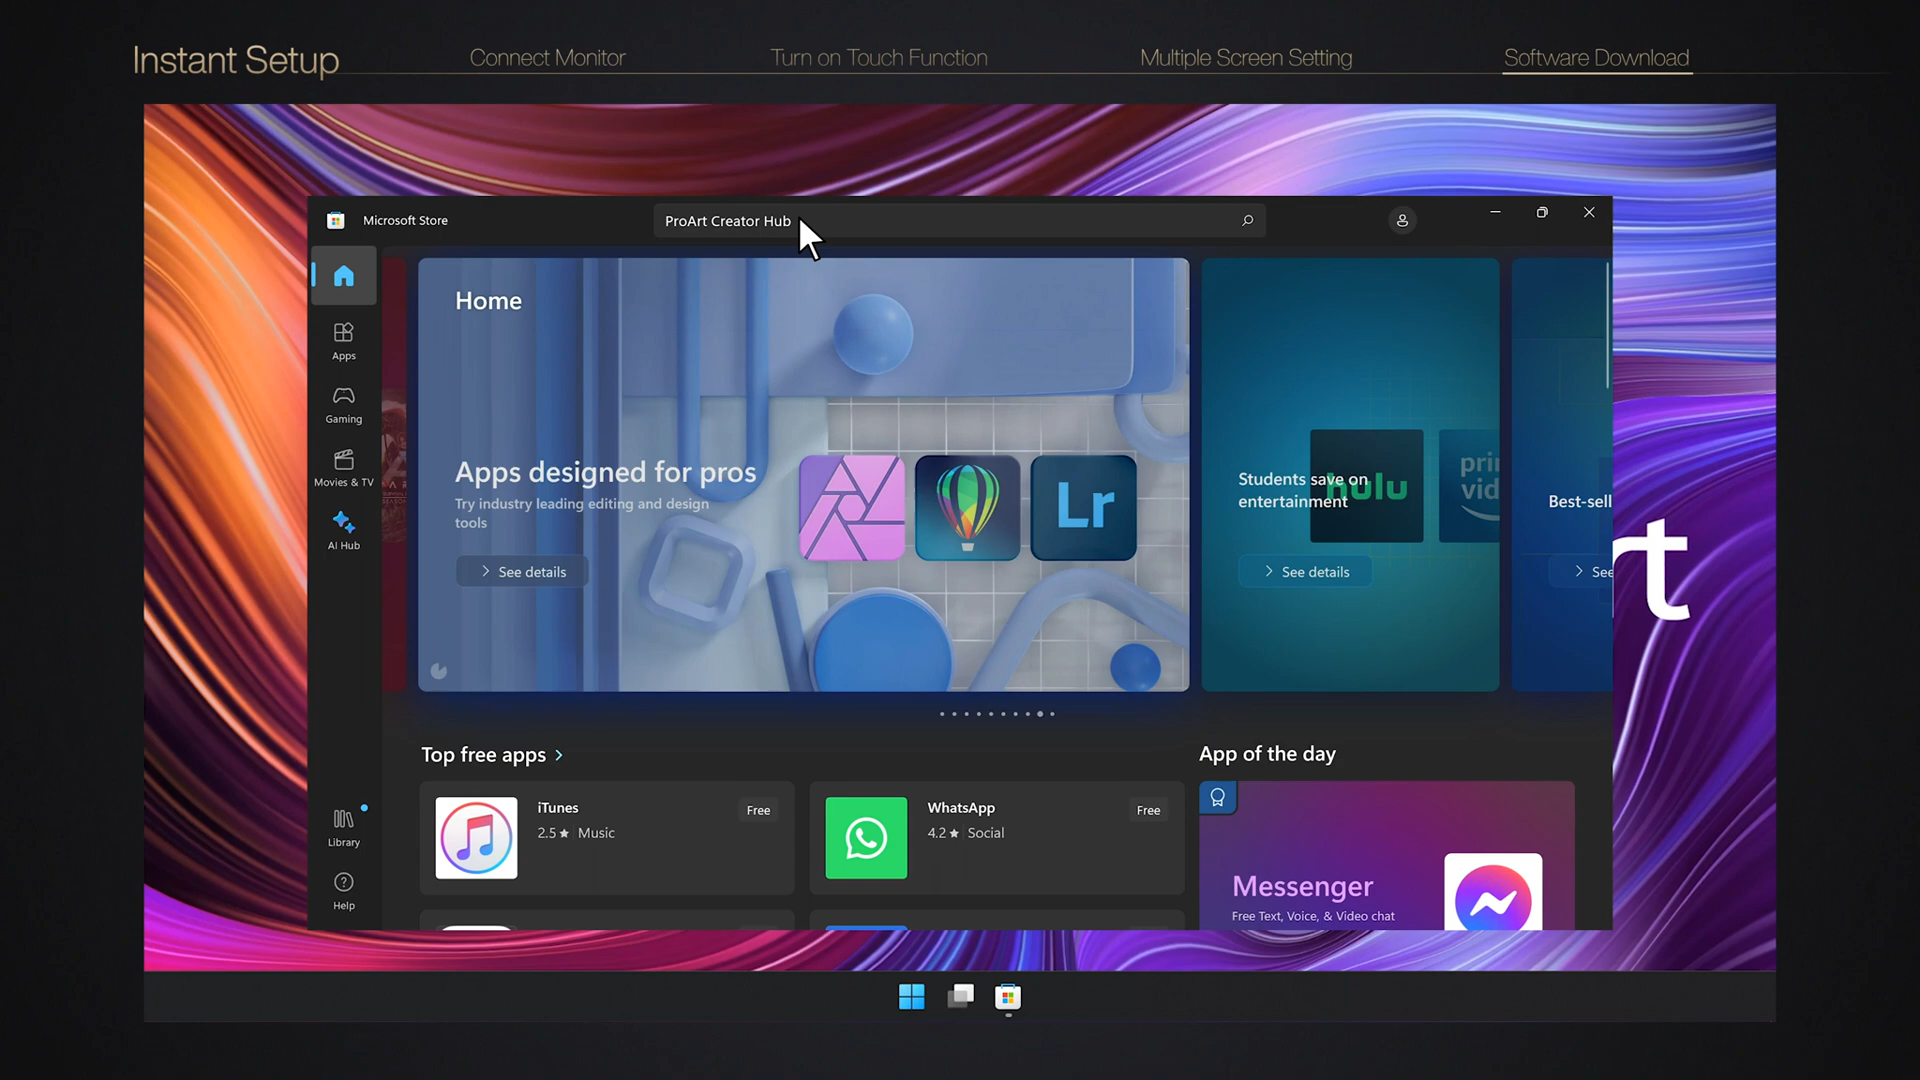 Instant Setup
Connect Monitor
Turn on Touch Function
Multiple Screen Setting
Software Download
Microsoft Store
ProArt Creator Hub
Home
Apps designed for pros
Try industry leading editing and design
tools
See details
Lr
Students save on
entertainment
hulu
pri
vid
See details
Best-sell
See
rt
Apps
Gaming
Movies & TV
AI Hub
Library
Help
Top free apps
iTunes
Free
2.5★ Music
WhatsApp
Free
4.2★ Social
App of the day
Messenger
Free Text, Voice, & Video chat